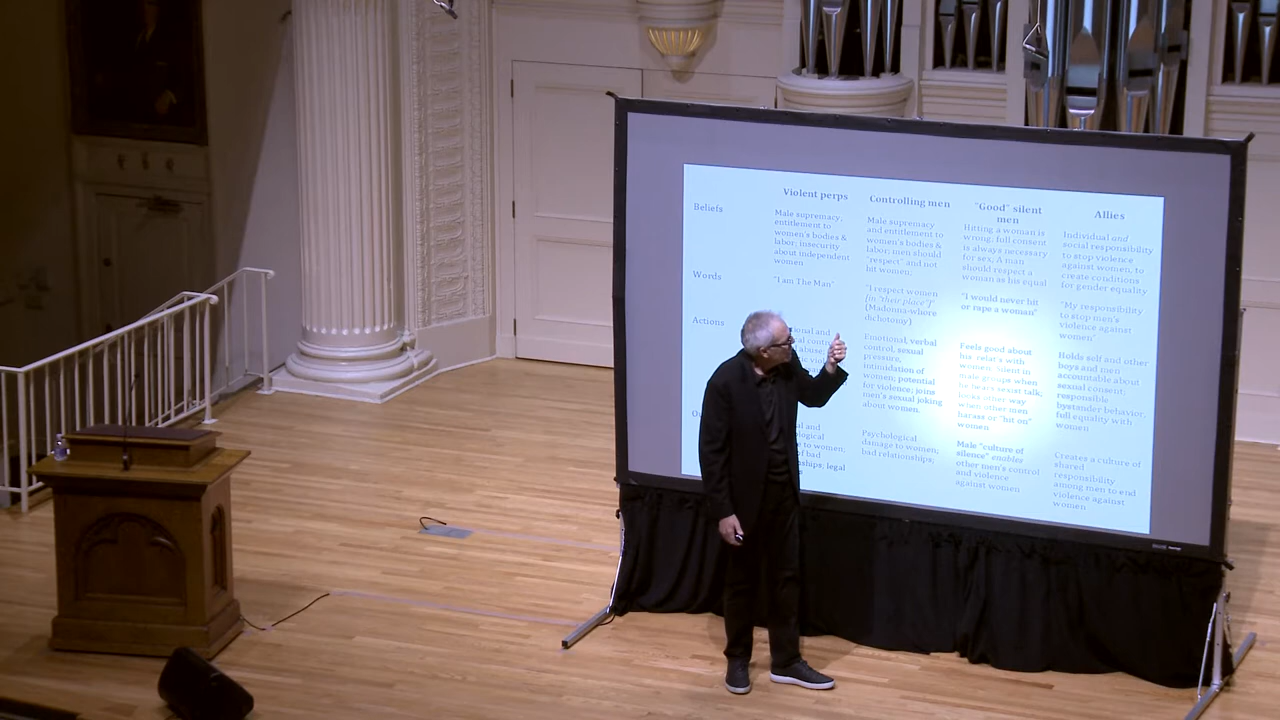 Violent perps
Controlling men
"Good" silent
men
Allies
Beliefs
Male supremacy,
entitlement to
women's bodies &
labor; insecurity
about independent
women
Male supremacy
and entitlement to
women's bodies &
labor; men should
"respect" and not
hit women;
Hitting a woman is
wrong; full consent
is always necessary
for sex; A man
should respect a
woman as his equal
Individual and
social responsibility
to stop violence
against women, to
create conditions
for gender equality
Words
"I am The Man"
"I respect women
[in "their place"]"
(Madonna-whore
dichotomy)
"I would never hit
or rape a woman"
"My responsibility
to stop men's
violence against
women"
Actions
and
abuse;
Emotional, verbal
control, sexual
pressure,
intimidation of
women; potential
for violence; joins
men's sexual joking
about women.
Feels good about
his relat's with
women; silent in
male groups when
he hears sexist talk;
looks other way
when other men
harass or "hit on"
women
Holds self and other
boys and men
accountable about
sexual consent;
responsible
bystander behavior,
full equality with
women
and
to women;
of bad
legal
Psychological
damage to women;
bad relationships;
Male "culture of
silence" enables
other men's control
and violence
against women
Creates a culture of
shared
responsibility
among men to end
violence against
women